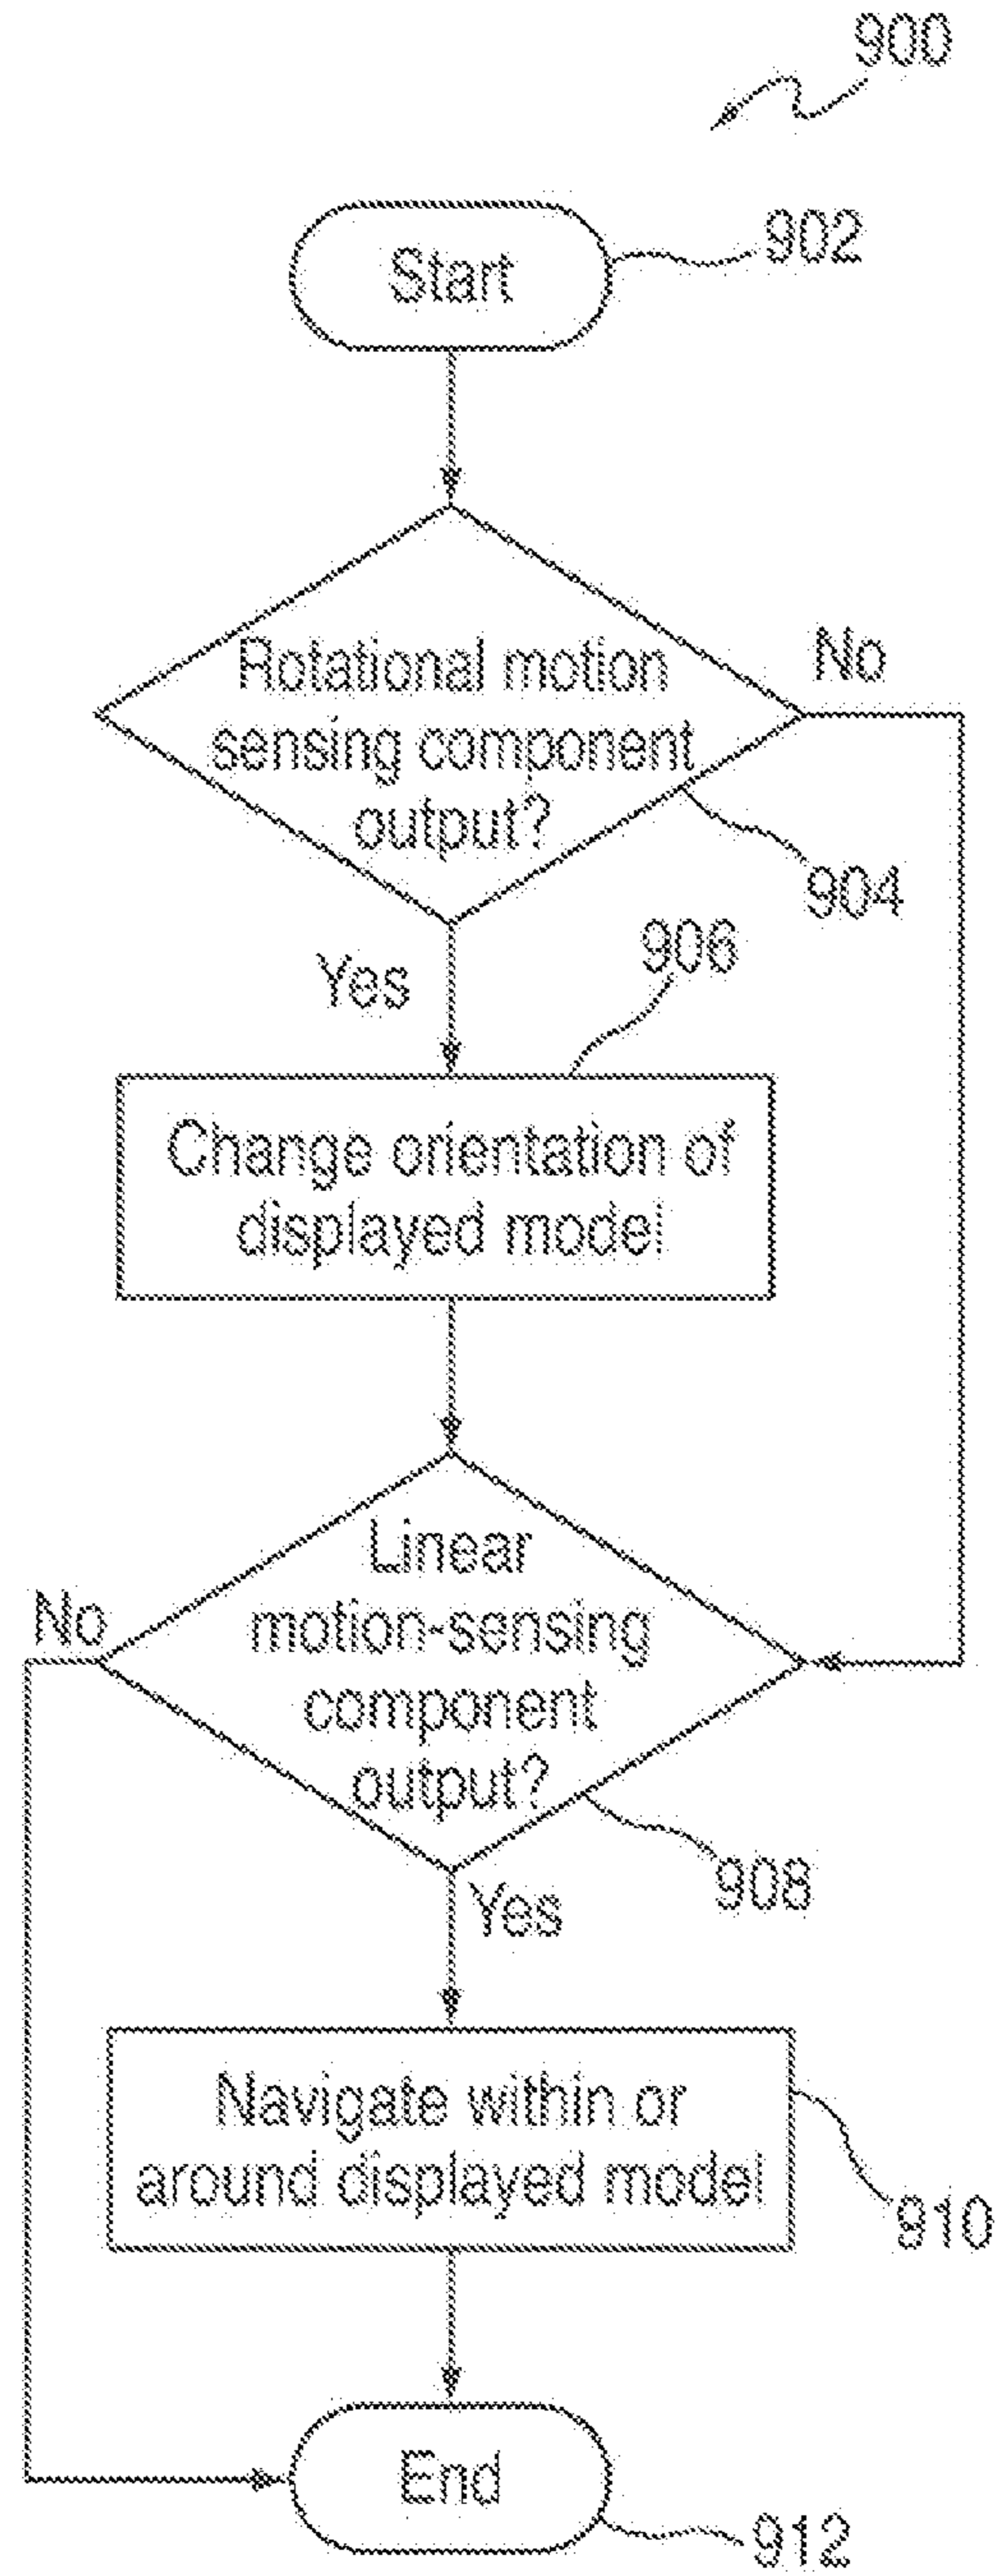 900
Start
902
Rotational motion
sensing component
output?
No
904
Yes
906
Change orientation of
displayed model
Linear
motion-sensing
component
output?
No
908
Yes
Navigate within or
around displayed model
910
End
912